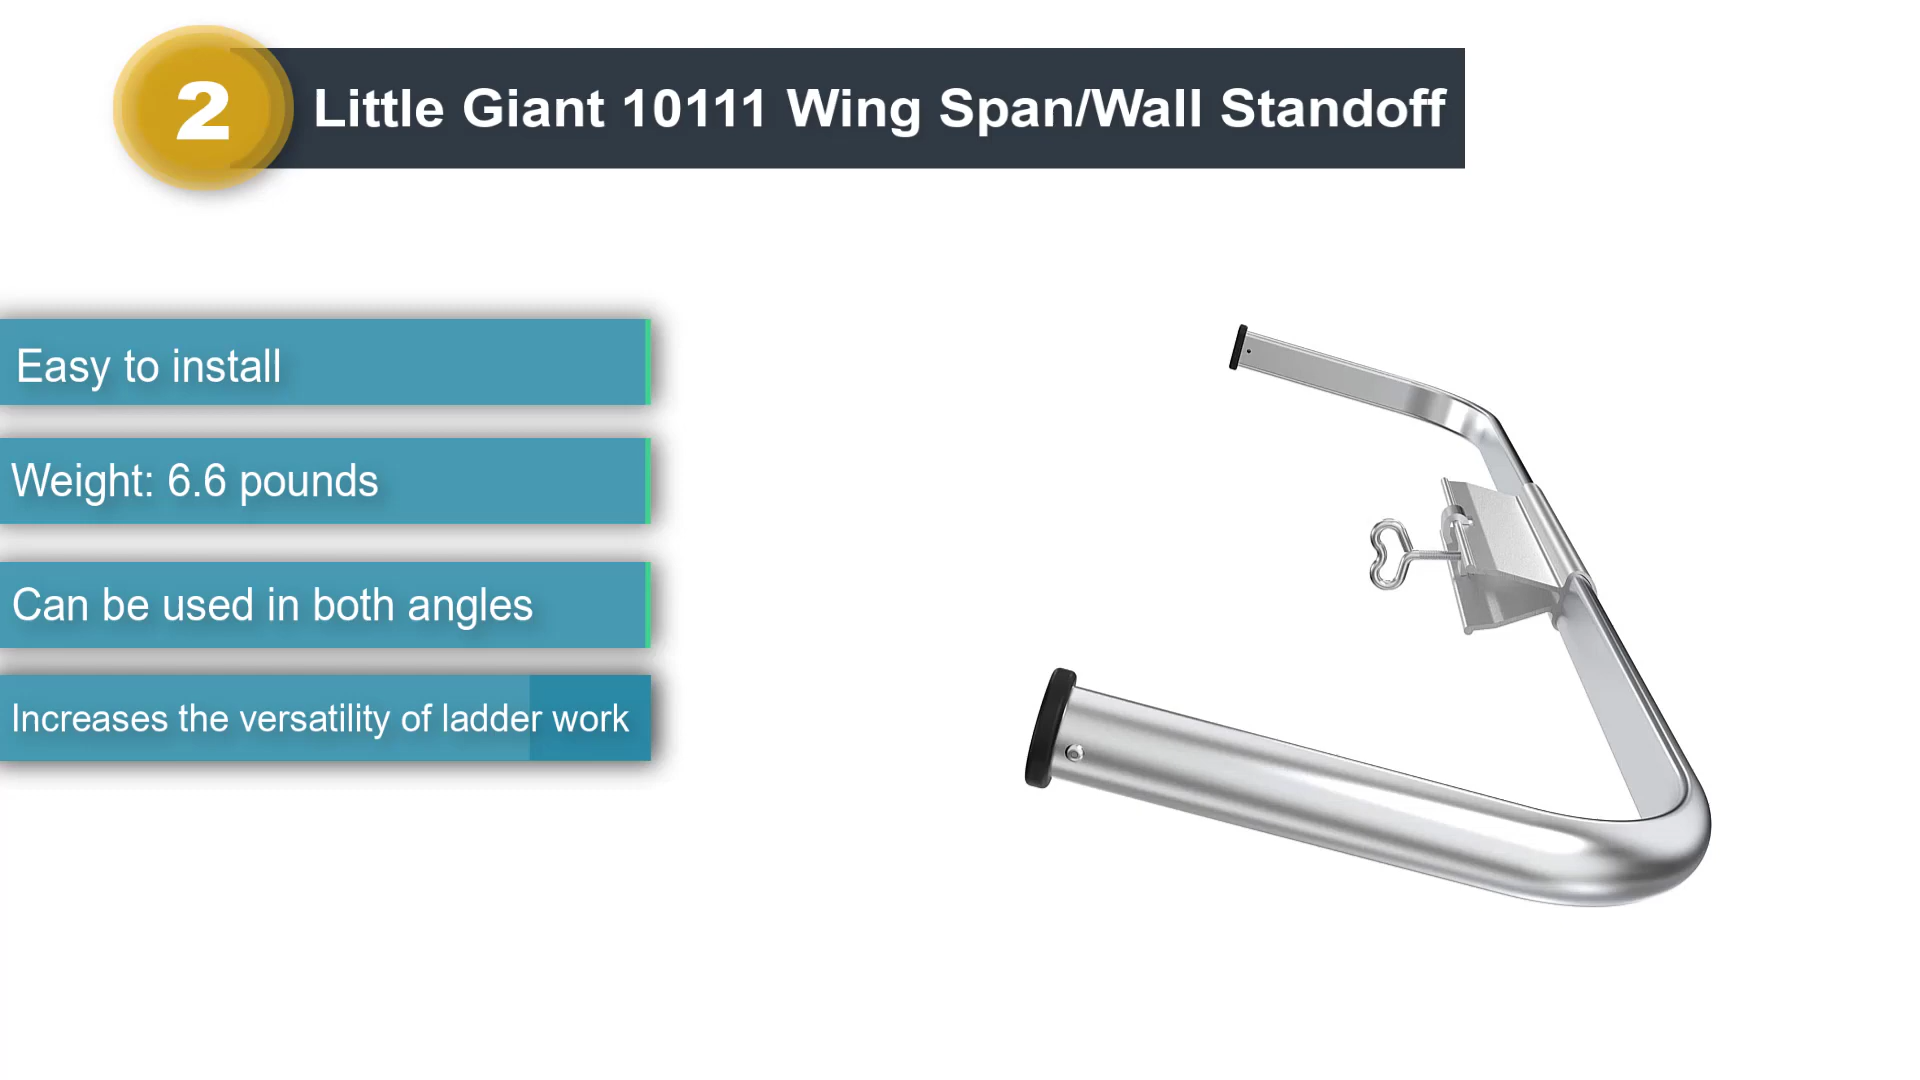 2
Little Giant 10111 Wing Span/Wall Standoff
Easy to install
Weight: 6.6 pounds
Can be used in both angles
Increases the versatility of ladder work